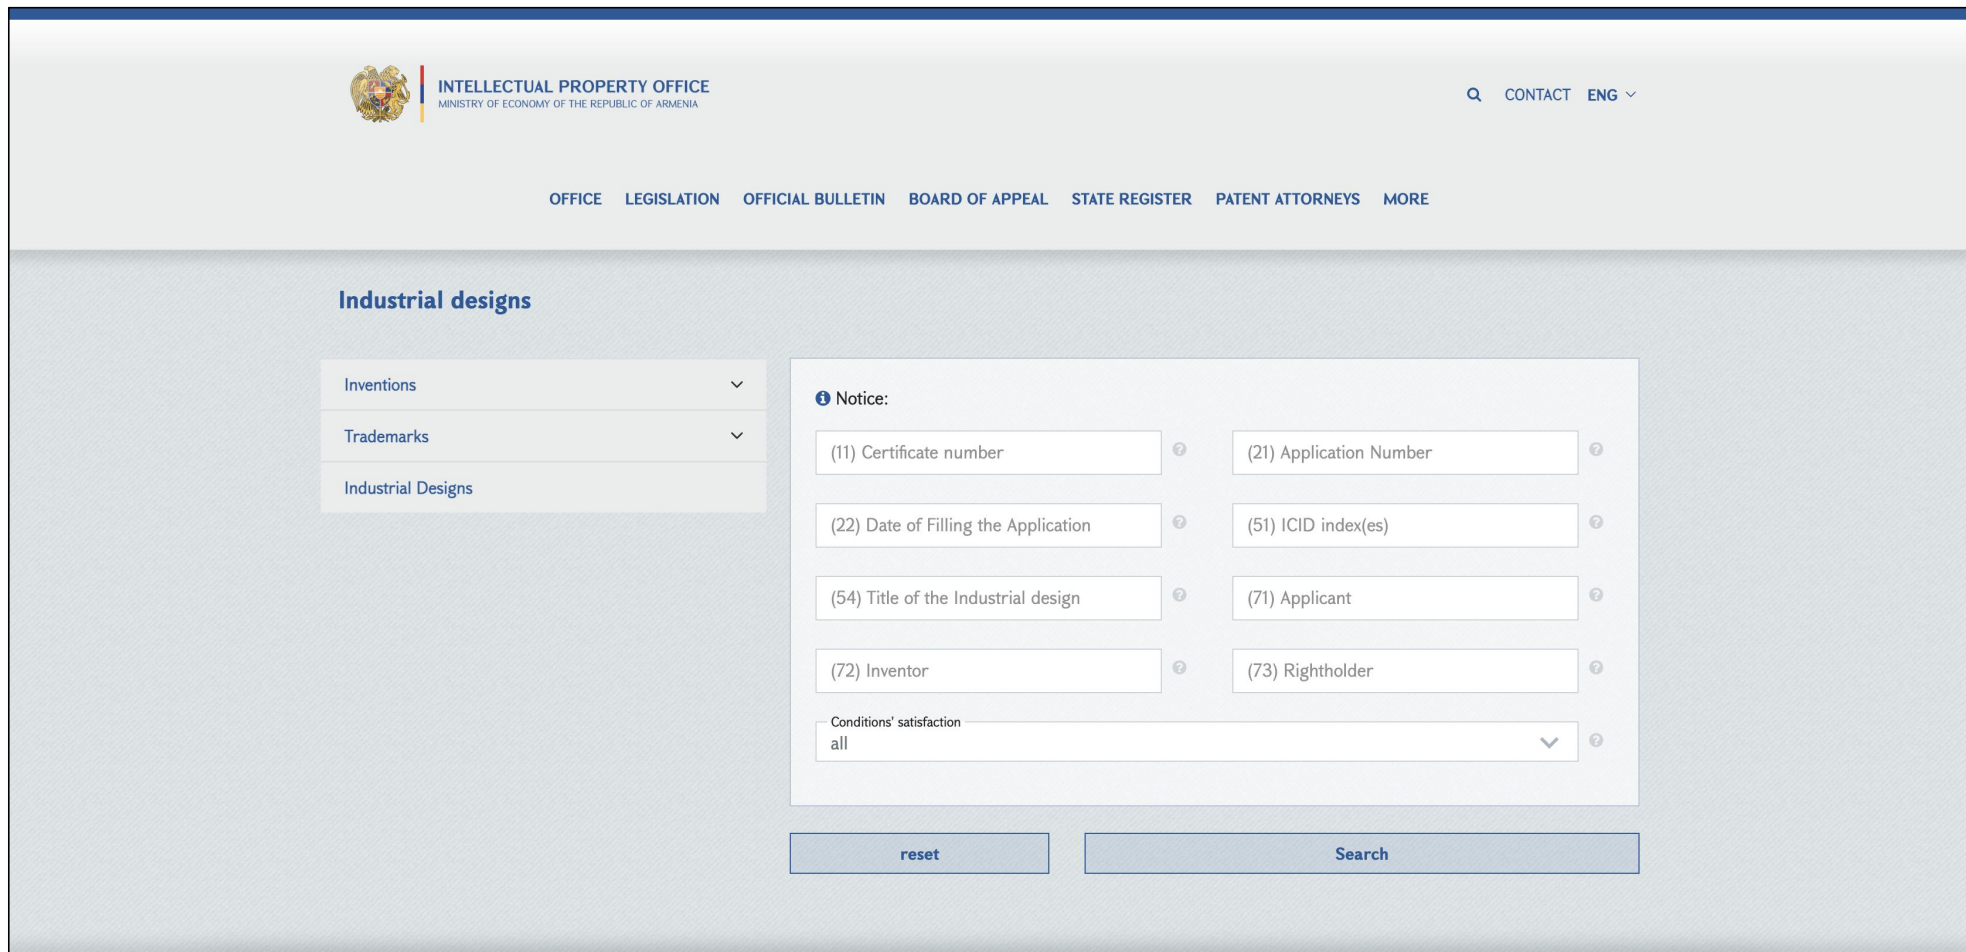 INTELLECTUAL PROPERTY OFFICE
MINISTRY OF ECONOMY OF THE REPUBLIC OF ARMENIA
CONTACT ENG
OFFICE LEGISLATION OFFICIAL BULLETIN BOARD OF APPEAL STATE REGISTER PATENT ATTORNEYS MORE
Industrial designs
Inventions
Trademarks
Industrial Designs
Notice:
(11) Certificate number
(21) Application Number
(22) Date of Filling the Application
(51) ICID index(es)
(54) Title of the Industrial design
(71) Applicant
(72) Inventor
(73) Rightholder
Conditions' satisfaction
all
reset
Search